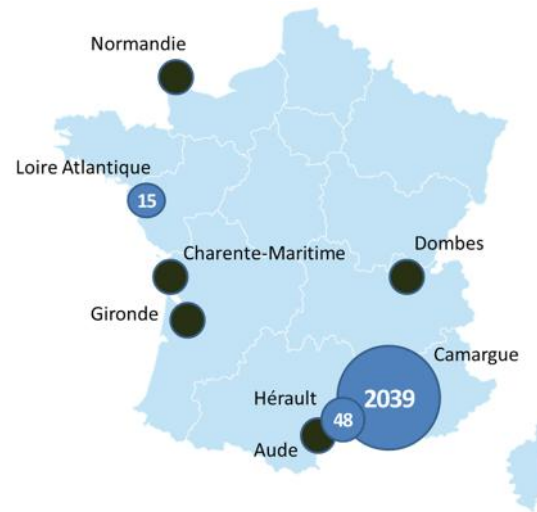 Normandie
Loire Atlantique
15
Charente-Maritime
Dombes
Gironde
Camargue
Hérault
2039
48
Aude